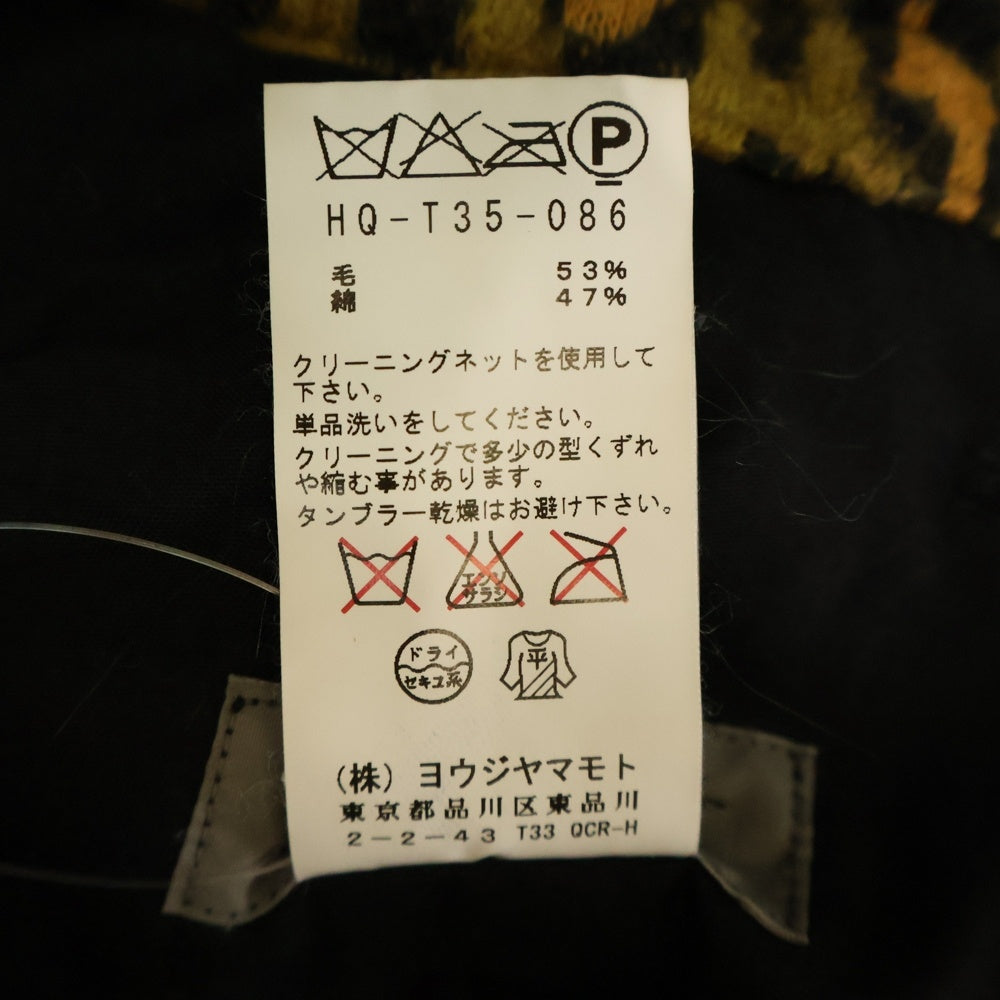 P
HQ-T35-086
毛 53%
綿 47%
クリーニングネットを使用して
下さい。
単品洗いをしてください。
クリーニングで多少の型くずれ
や縮む事があります。
タンブラー乾燥はお避け下さい。
エンソ
サラシ
ドライ
セキユ系
平
(株) ヨウジヤマモト
東京都品川区東品川
2-2-43 T33 QCR-H